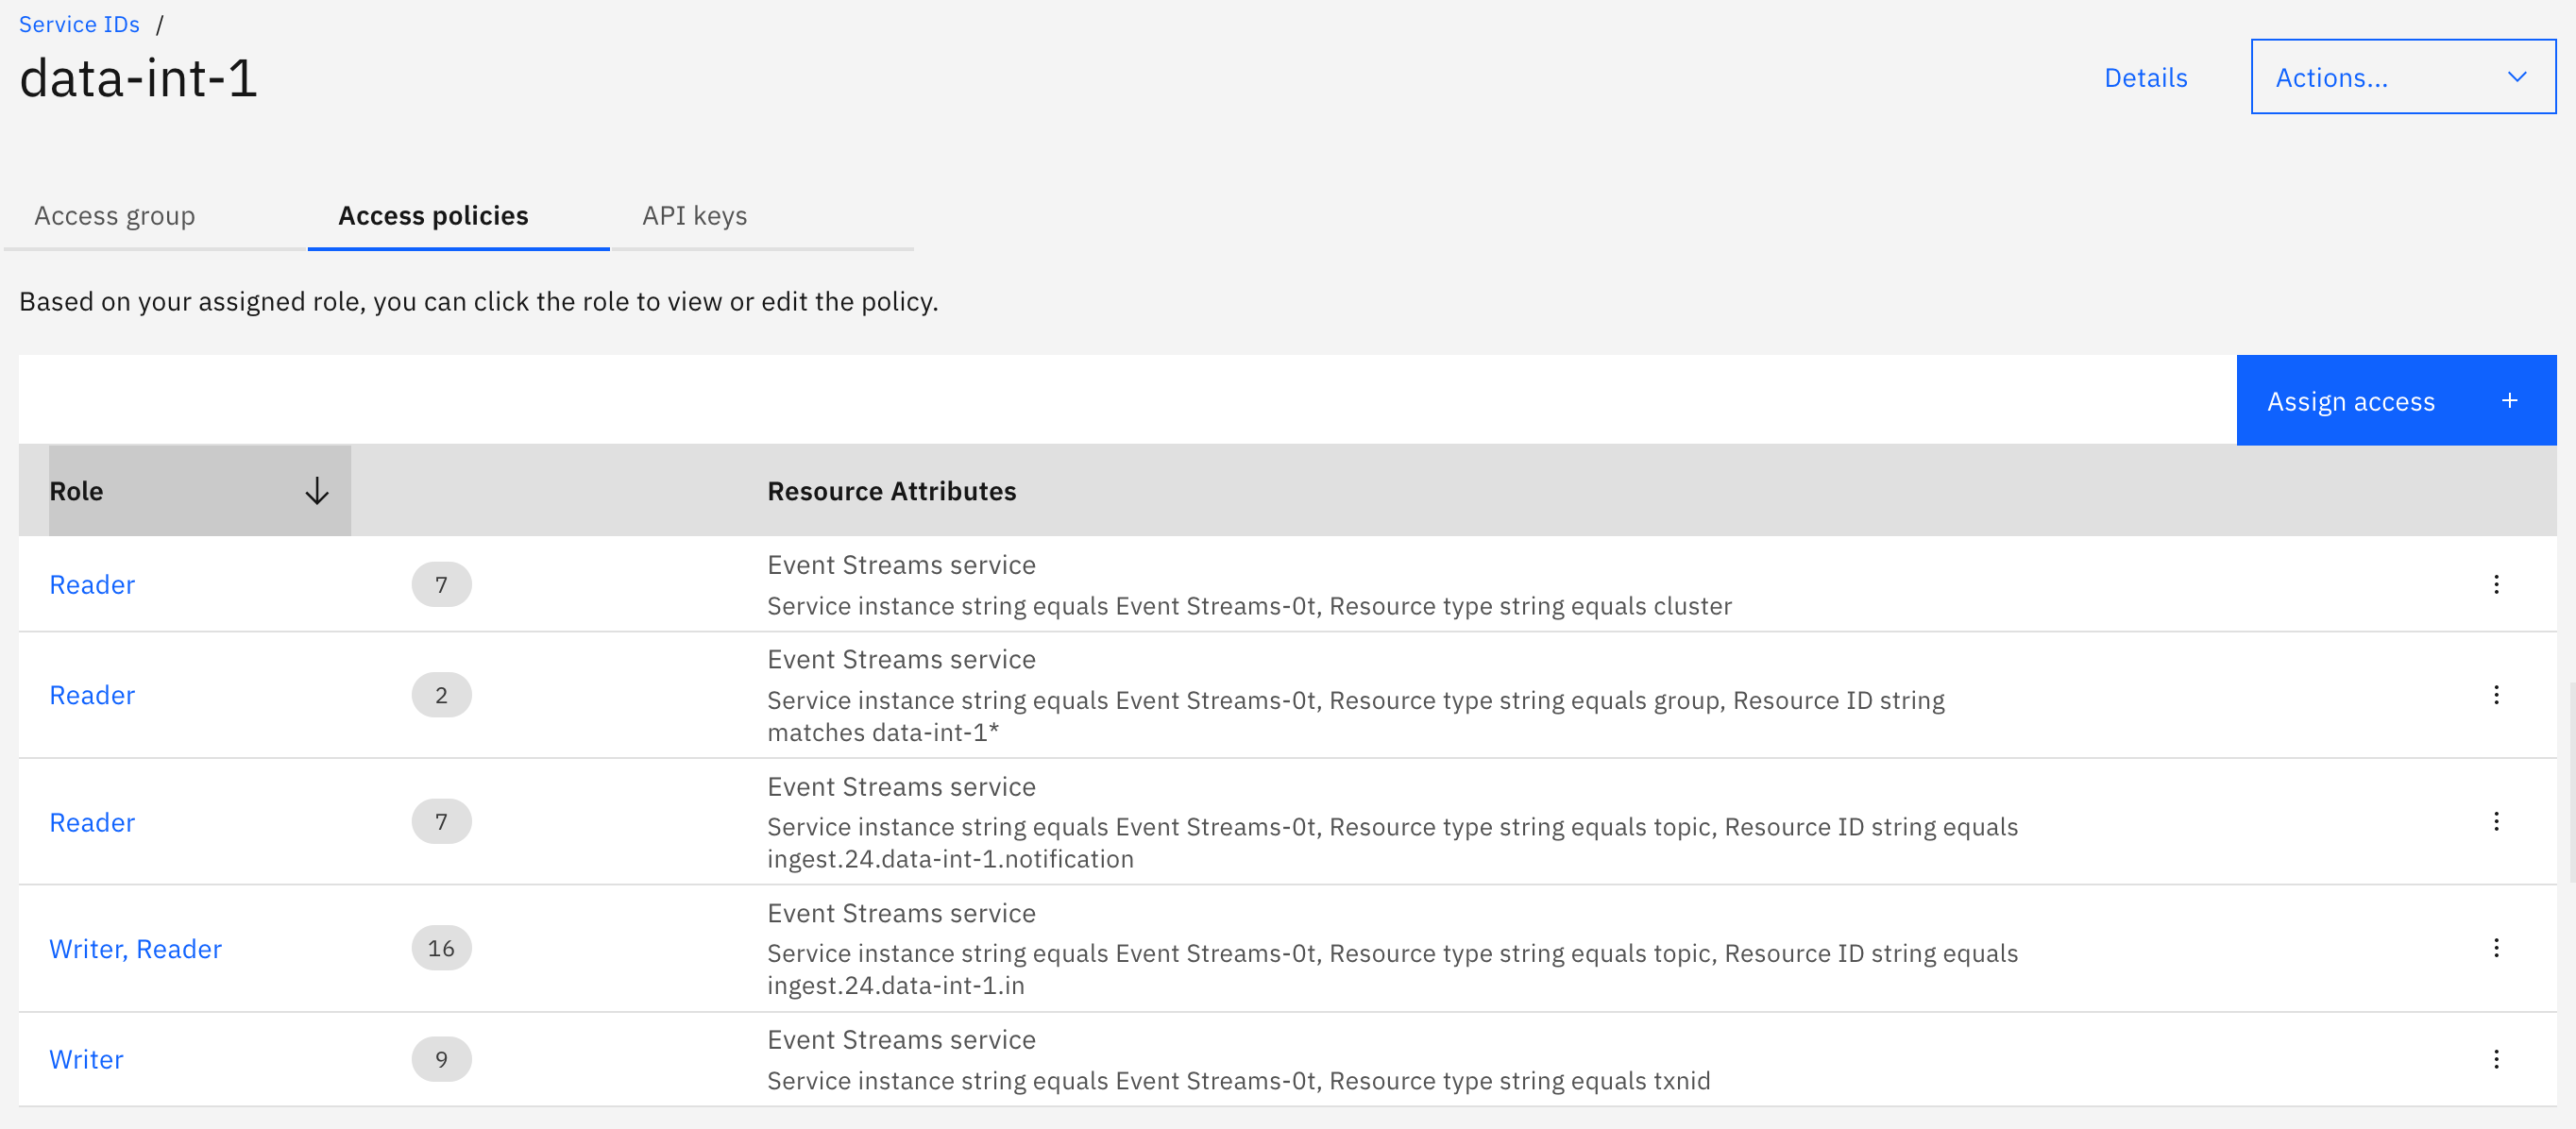 Service IDs /
data-int-1
Details
Actions...
Access group
Access policies
API keys
Based on your assigned role, you can click the role to view or edit the policy.
Assign access +
Role
Resource Attributes
Reader
7
Event Streams service
Service instance string equals Event Streams-0t, Resource type string equals cluster
Reader
2
Event Streams service
Service instance string equals Event Streams-0t, Resource type string equals group, Resource ID string
matches data-int-1*
Reader
7
Event Streams service
Service instance string equals Event Streams-0t, Resource type string equals topic, Resource ID string equals
ingest.24.data-int-1.notification
Writer, Reader
16
Event Streams service
Service instance string equals Event Streams-0t, Resource type string equals topic, Resource ID string equals
ingest.24.data-int-1.in
Writer
9
Event Streams service
Service instance string equals Event Streams-0t, Resource type string equals txnid